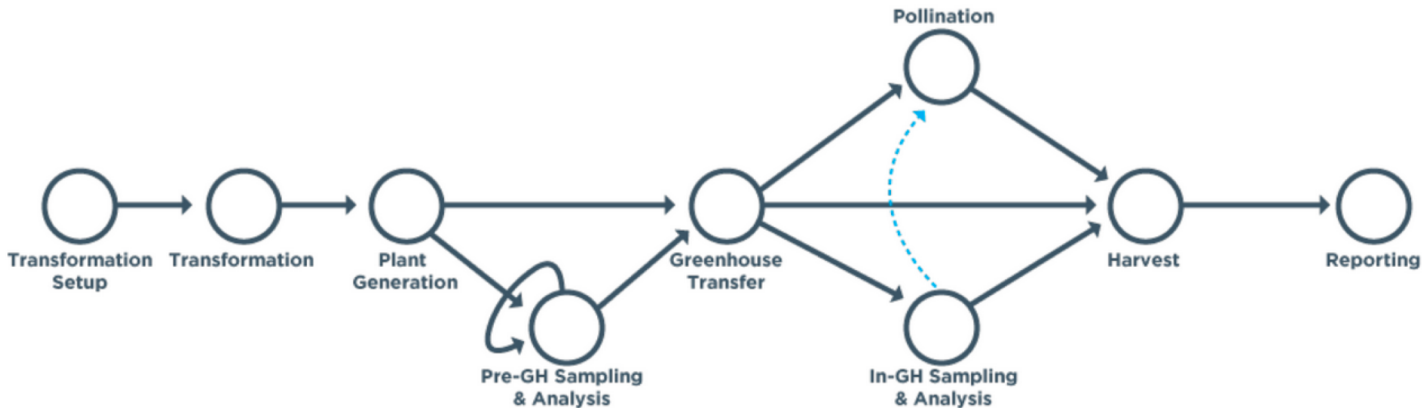 Pollination
Transformation
Setup
Transformation
Plant
Generation
Greenhouse
Transfer
Harvest
Reporting
Pre-GH Sampling
& Analysis
In-GH Sampling
& Analysis